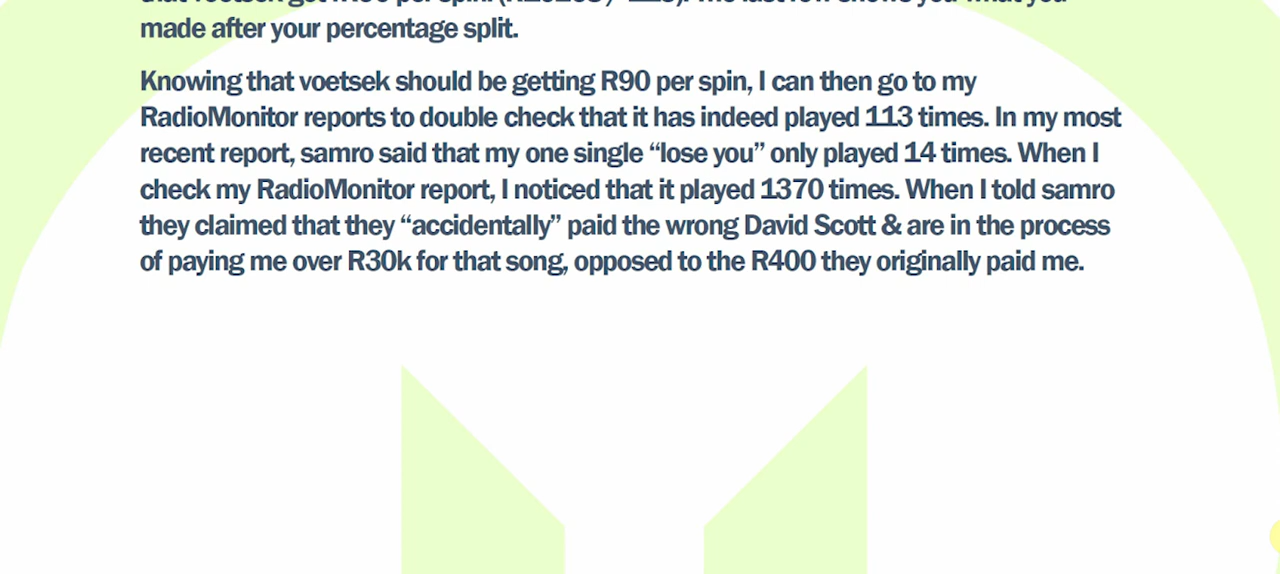 made after your percentage split.
Knowing that voetsek should be getting R90 per spin, I can then go to my
RadioMonitor reports to double check that it has indeed played 113 times. In my most
recent report, samro said that my one single “lose you” only played 14 times. When I
check my RadioMonitor report, I noticed that it played 1370 times. When I told samro
they claimed that they “accidentally” paid the wrong David Scott & are in the process
of paying me over R30k for that song, opposed to the R400 they originally paid me.